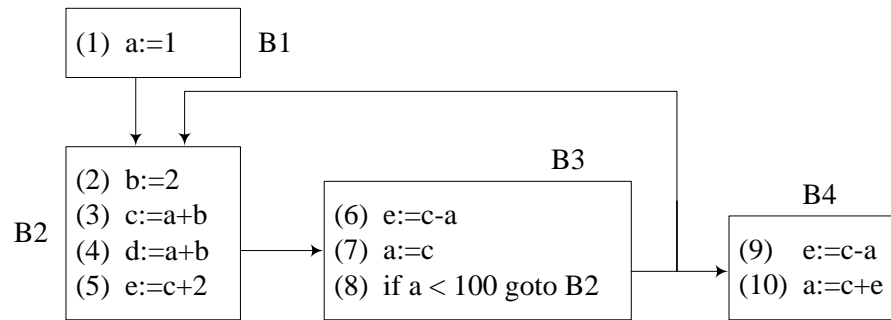 (1) a:=1
B1
B2
(2) b:=2
(3) c:=a+b
(4) d:=a+b
(5) e:=c+2
B3
(6) e:=c-a
(7) a:=c
(8) if a < 100 goto B2
B4
(9) e:=c-a
(10) a:=c+e